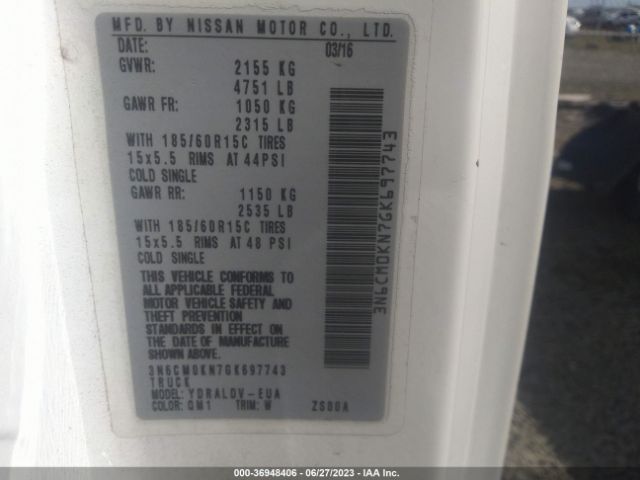 MFD. BY NISSAN MOTOR CO., LTD.
DATE: 03/16
GVWR: 2155 KG
4751 LB
GAWR FR: 1050 KG
2315 LB
WITH 185/60R15C TIRES
15x5.5 RIMS AT 44PSI
COLD SINGLE
GAWR RR: 1150 KG
2535 LB
WITH 185/60R15C TIRES
15x5.5 RIMS AT 48 PSI
COLD SINGLE
THIS VEHICLE CONFORMS TO
ALL APPLICABLE FEDERAL
MOTOR VEHICLE SAFETY AND
THEFT PREVENTION
STANDARDS IN EFFECT ON
THE DATE OF MANUFACTURE
SHOWN ABOVE.
3N6CM0KN7GK697743
TRUCK
MODEL: YDRALDV-EUA
COLOR: QM1 TRIM: W ZS00A
3N6CM0KN7GK697743
000-36948406 - 06/27/2023 - IAA Inc.